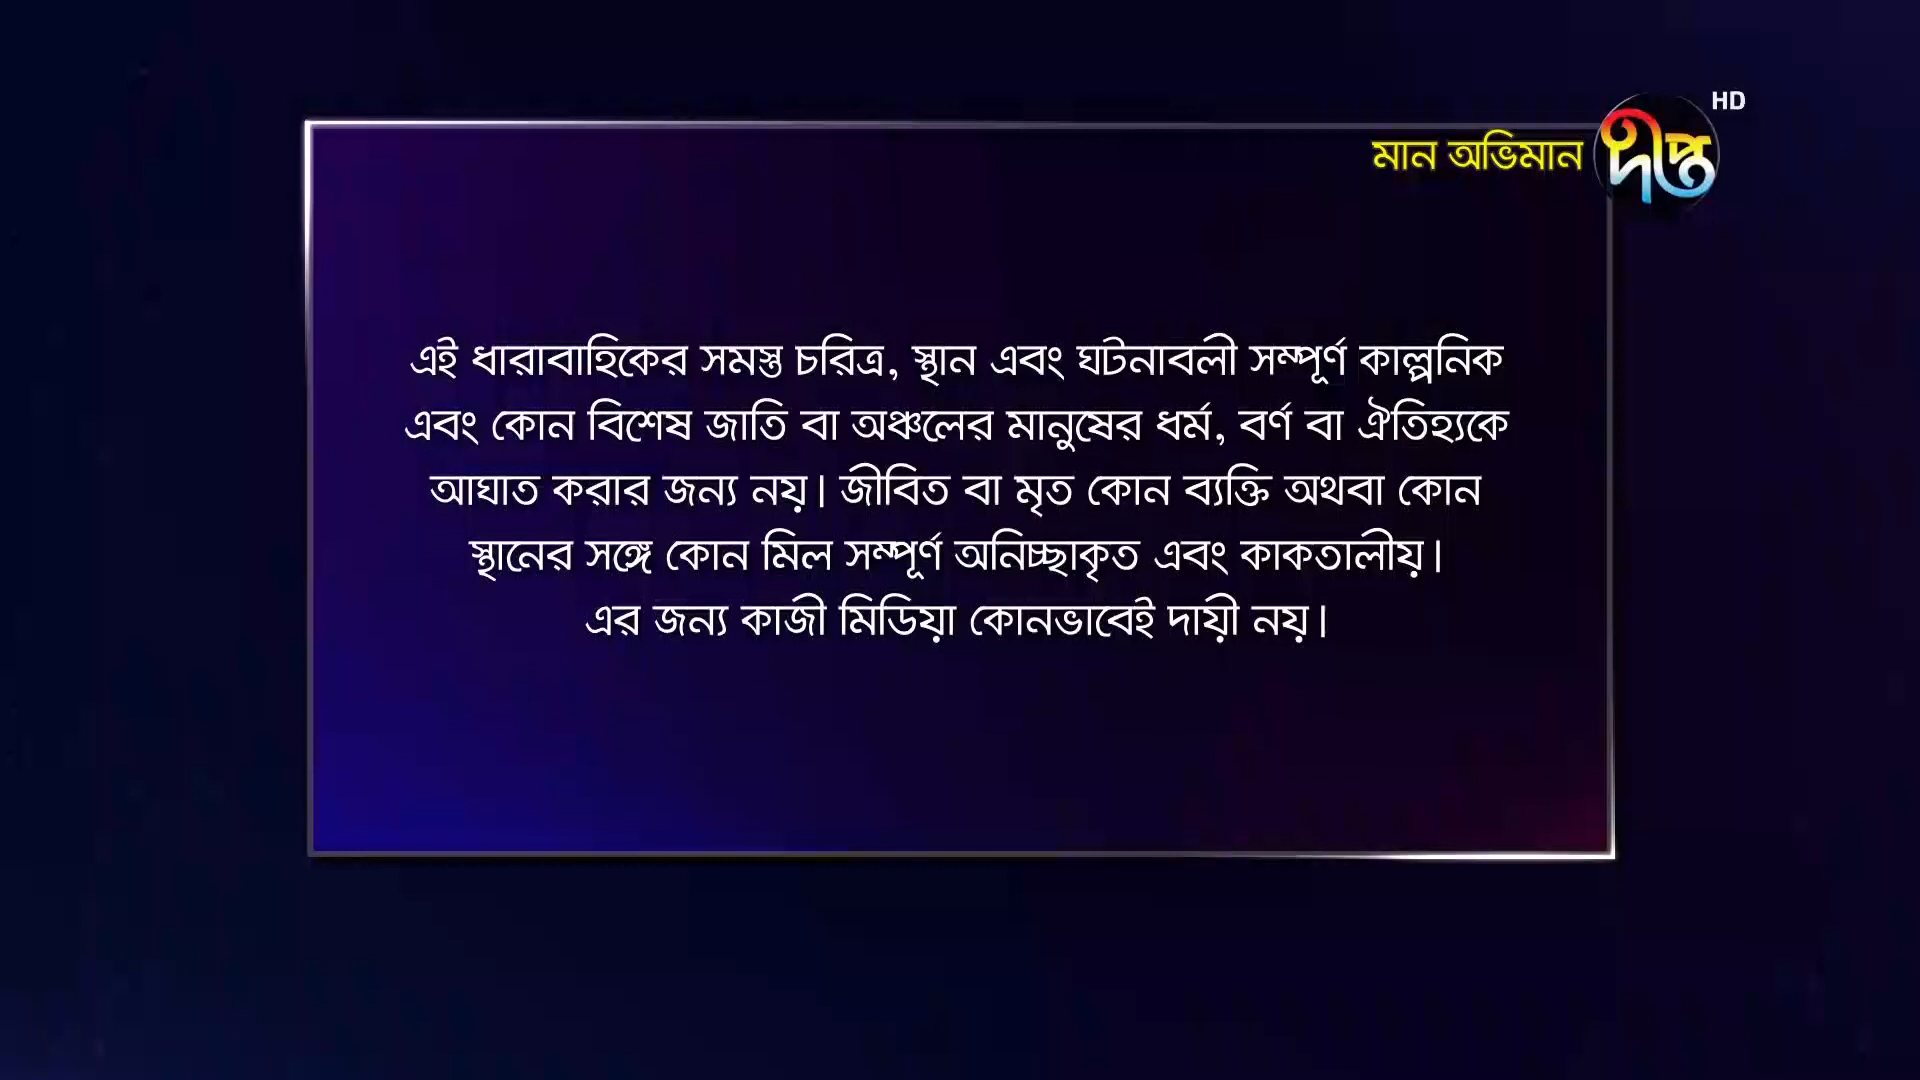 HD
মান অভিমান দীপ্ত
এই ধারাবাহিকের সমস্ত চরিত্র, স্থান এবং ঘটনাবলী সম্পূর্ণ কাল্পনিক
এবং কোন বিশেষ জাতি বা অঞ্চলের মানুষের ধর্ম, বর্ণ বা ঐতিহ্যকে
আঘাত করার জন্য নয়। জীবিত বা মৃত কোন ব্যক্তি অথবা কোন
স্থানের সঙ্গে কোন মিল সম্পূর্ণ অনিচ্ছাকৃত এবং কাকতালীয়।
এর জন্য কাজী মিডিয়া কোনভাবেই দায়ী নয়।